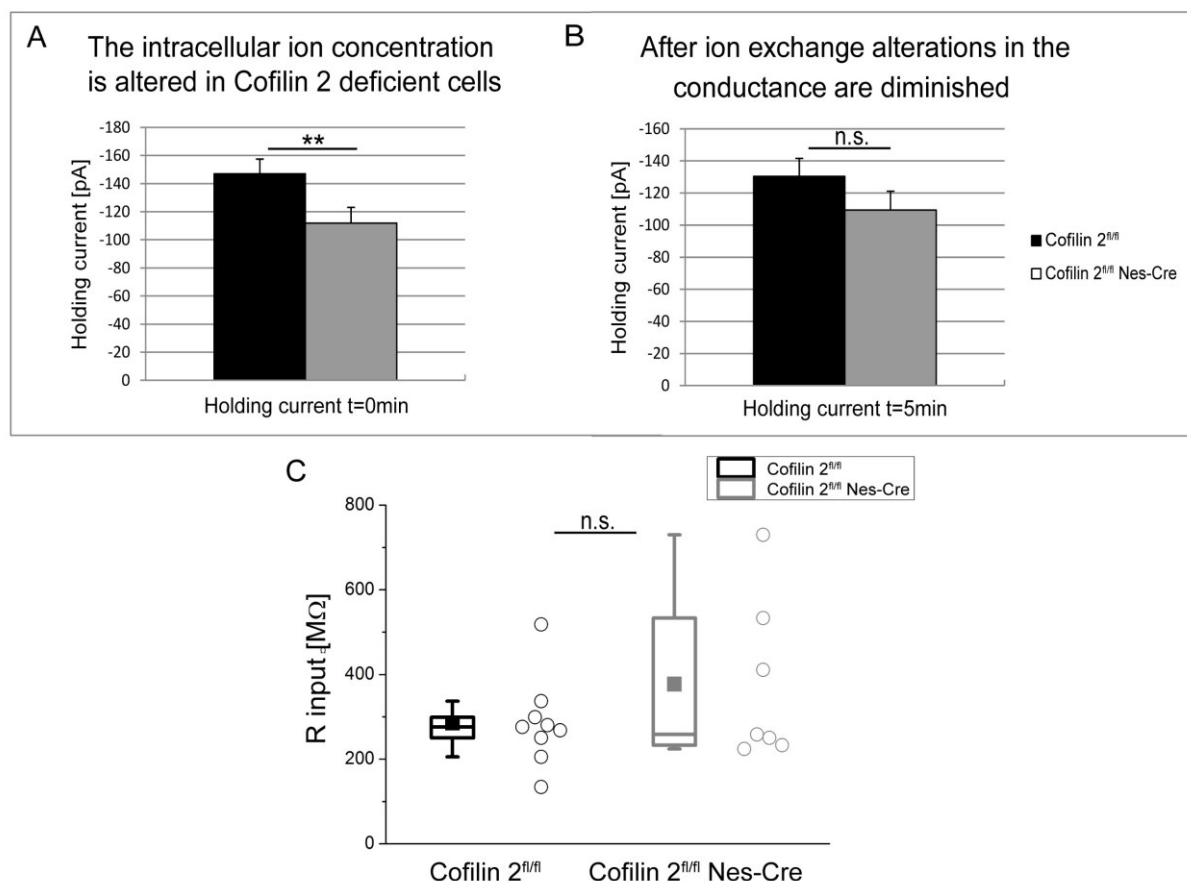 A
The intracellular ion concentration
is altered in Cofilin 2 deficient cells
-180
-160
-140
-120
-100
-80
-60
-40
-20
0
Holding current [pA]
**
Holding current t=0min
B
After ion exchange alterations in the
conductance are diminished
-160
-140
-120
-100
-80
-60
-40
-20
0
Holding current [pA]
n.s.
Holding current t=5min
Cofilin 2fl/fl
Cofilin 2fl/fl Nes-Cre
C
Cofilin 2fl/fl
Cofilin 2fl/fl Nes-Cre
800
600
400
200
0
R input [MΩ]
n.s.
Cofilin 2fl/fl
Cofilin 2fl/fl Nes-Cre